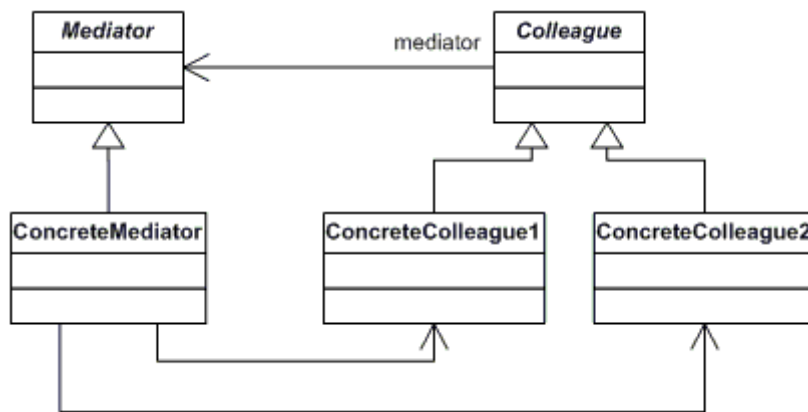 Mediator
mediator
Colleague
ConcreteMediator
ConcreteColleague1
ConcreteColleague2